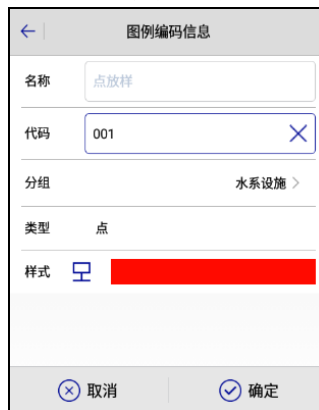 图例编码信息
名称 点放样
代码 001
分组 水系设施
类型 点
样式
取消 确定